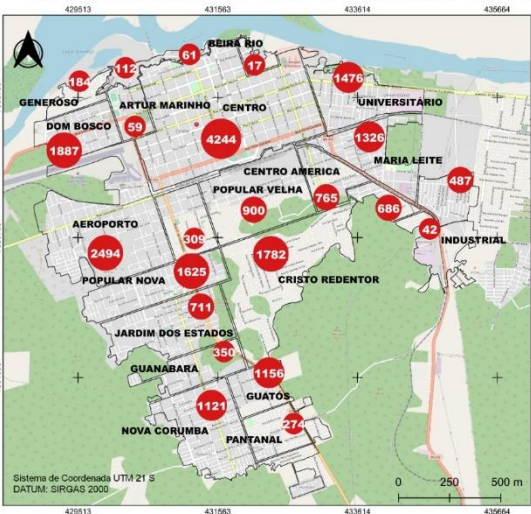 429513 431563 433614 435664
61 BEIRA RIO
112 17
184 1476
GENEROSO ARTUR MARINHO CENTRO UNIVERSITÁRIO
DOM BOSCO 59 4244 1326
1887 MARIA LEITE
CENTRO AMERICA
POPULAR VELHA 487
900 765 686
AEROPORTO 309 42
2494 1782 INDUSTRIAL
POPULAR NOVA 1625 CRISTO REDENTOR
711
JARDIM DOS ESTADOS
350
GUANABARA 1156
1121 GUATÓS
NOVA CORUMBA 274
PANTANAL
Sistema de Coordenada UTM 21 S
DATUM: SIRGAS 2000
0 250 500 m
429513 431563 433614 435664